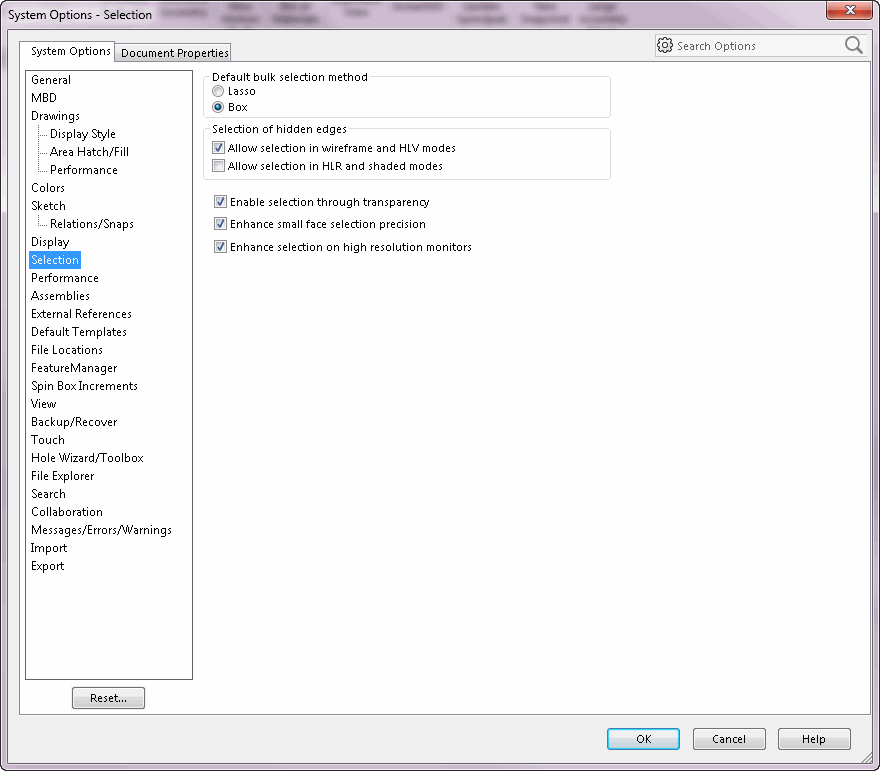 System Options - Selection
System Options
Document Properties
Search Options
General
MBD
Drawings
Display Style
Area Hatch/Fill
Performance
Colors
Sketch
Relations/Snaps
Display
Selection
Performance
Assemblies
External References
Default Templates
File Locations
FeatureManager
Spin Box Increments
View
Backup/Recover
Touch
Hole Wizard/Toolbox
File Explorer
Search
Collaboration
Messages/Errors/Warnings
Import
Export
Reset...
Default bulk selection method
Lasso
Box
Selection of hidden edges
Allow selection in wireframe and HLV modes
Allow selection in HLR and shaded modes
Enable selection through transparency
Enhance small face selection precision
Enhance selection on high resolution monitors
OK
Cancel
Help